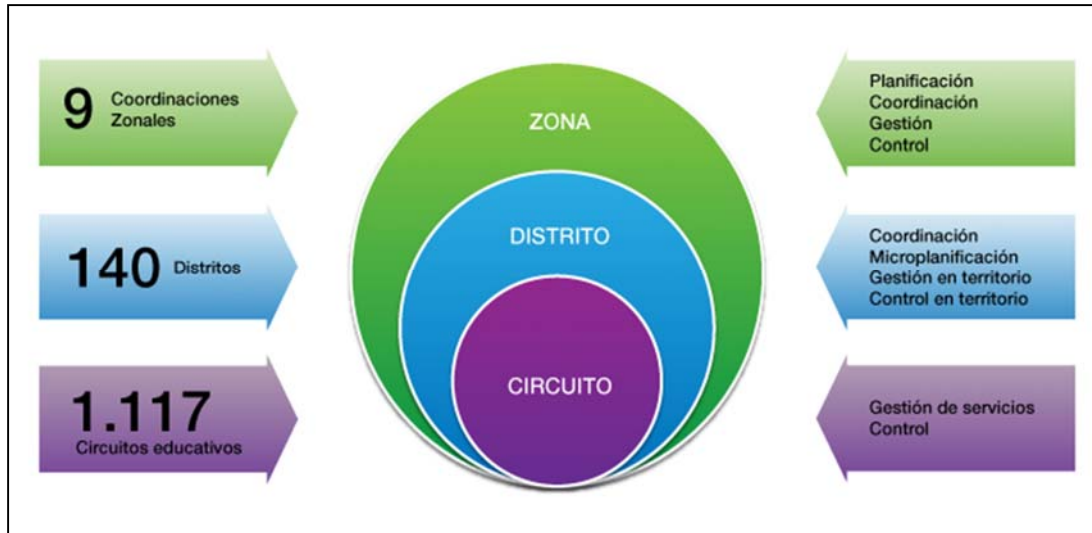 9 Coordinaciones
Zonales
ZONA
Planificación
Coordinación
Gestión
Control
140 Distritos
DISTRITO
Coordinación
Microplanificación
Gestión en territorio
Control en territorio
1.117
Circuitos educativos
CIRCUITO
Gestión de servicios
Control